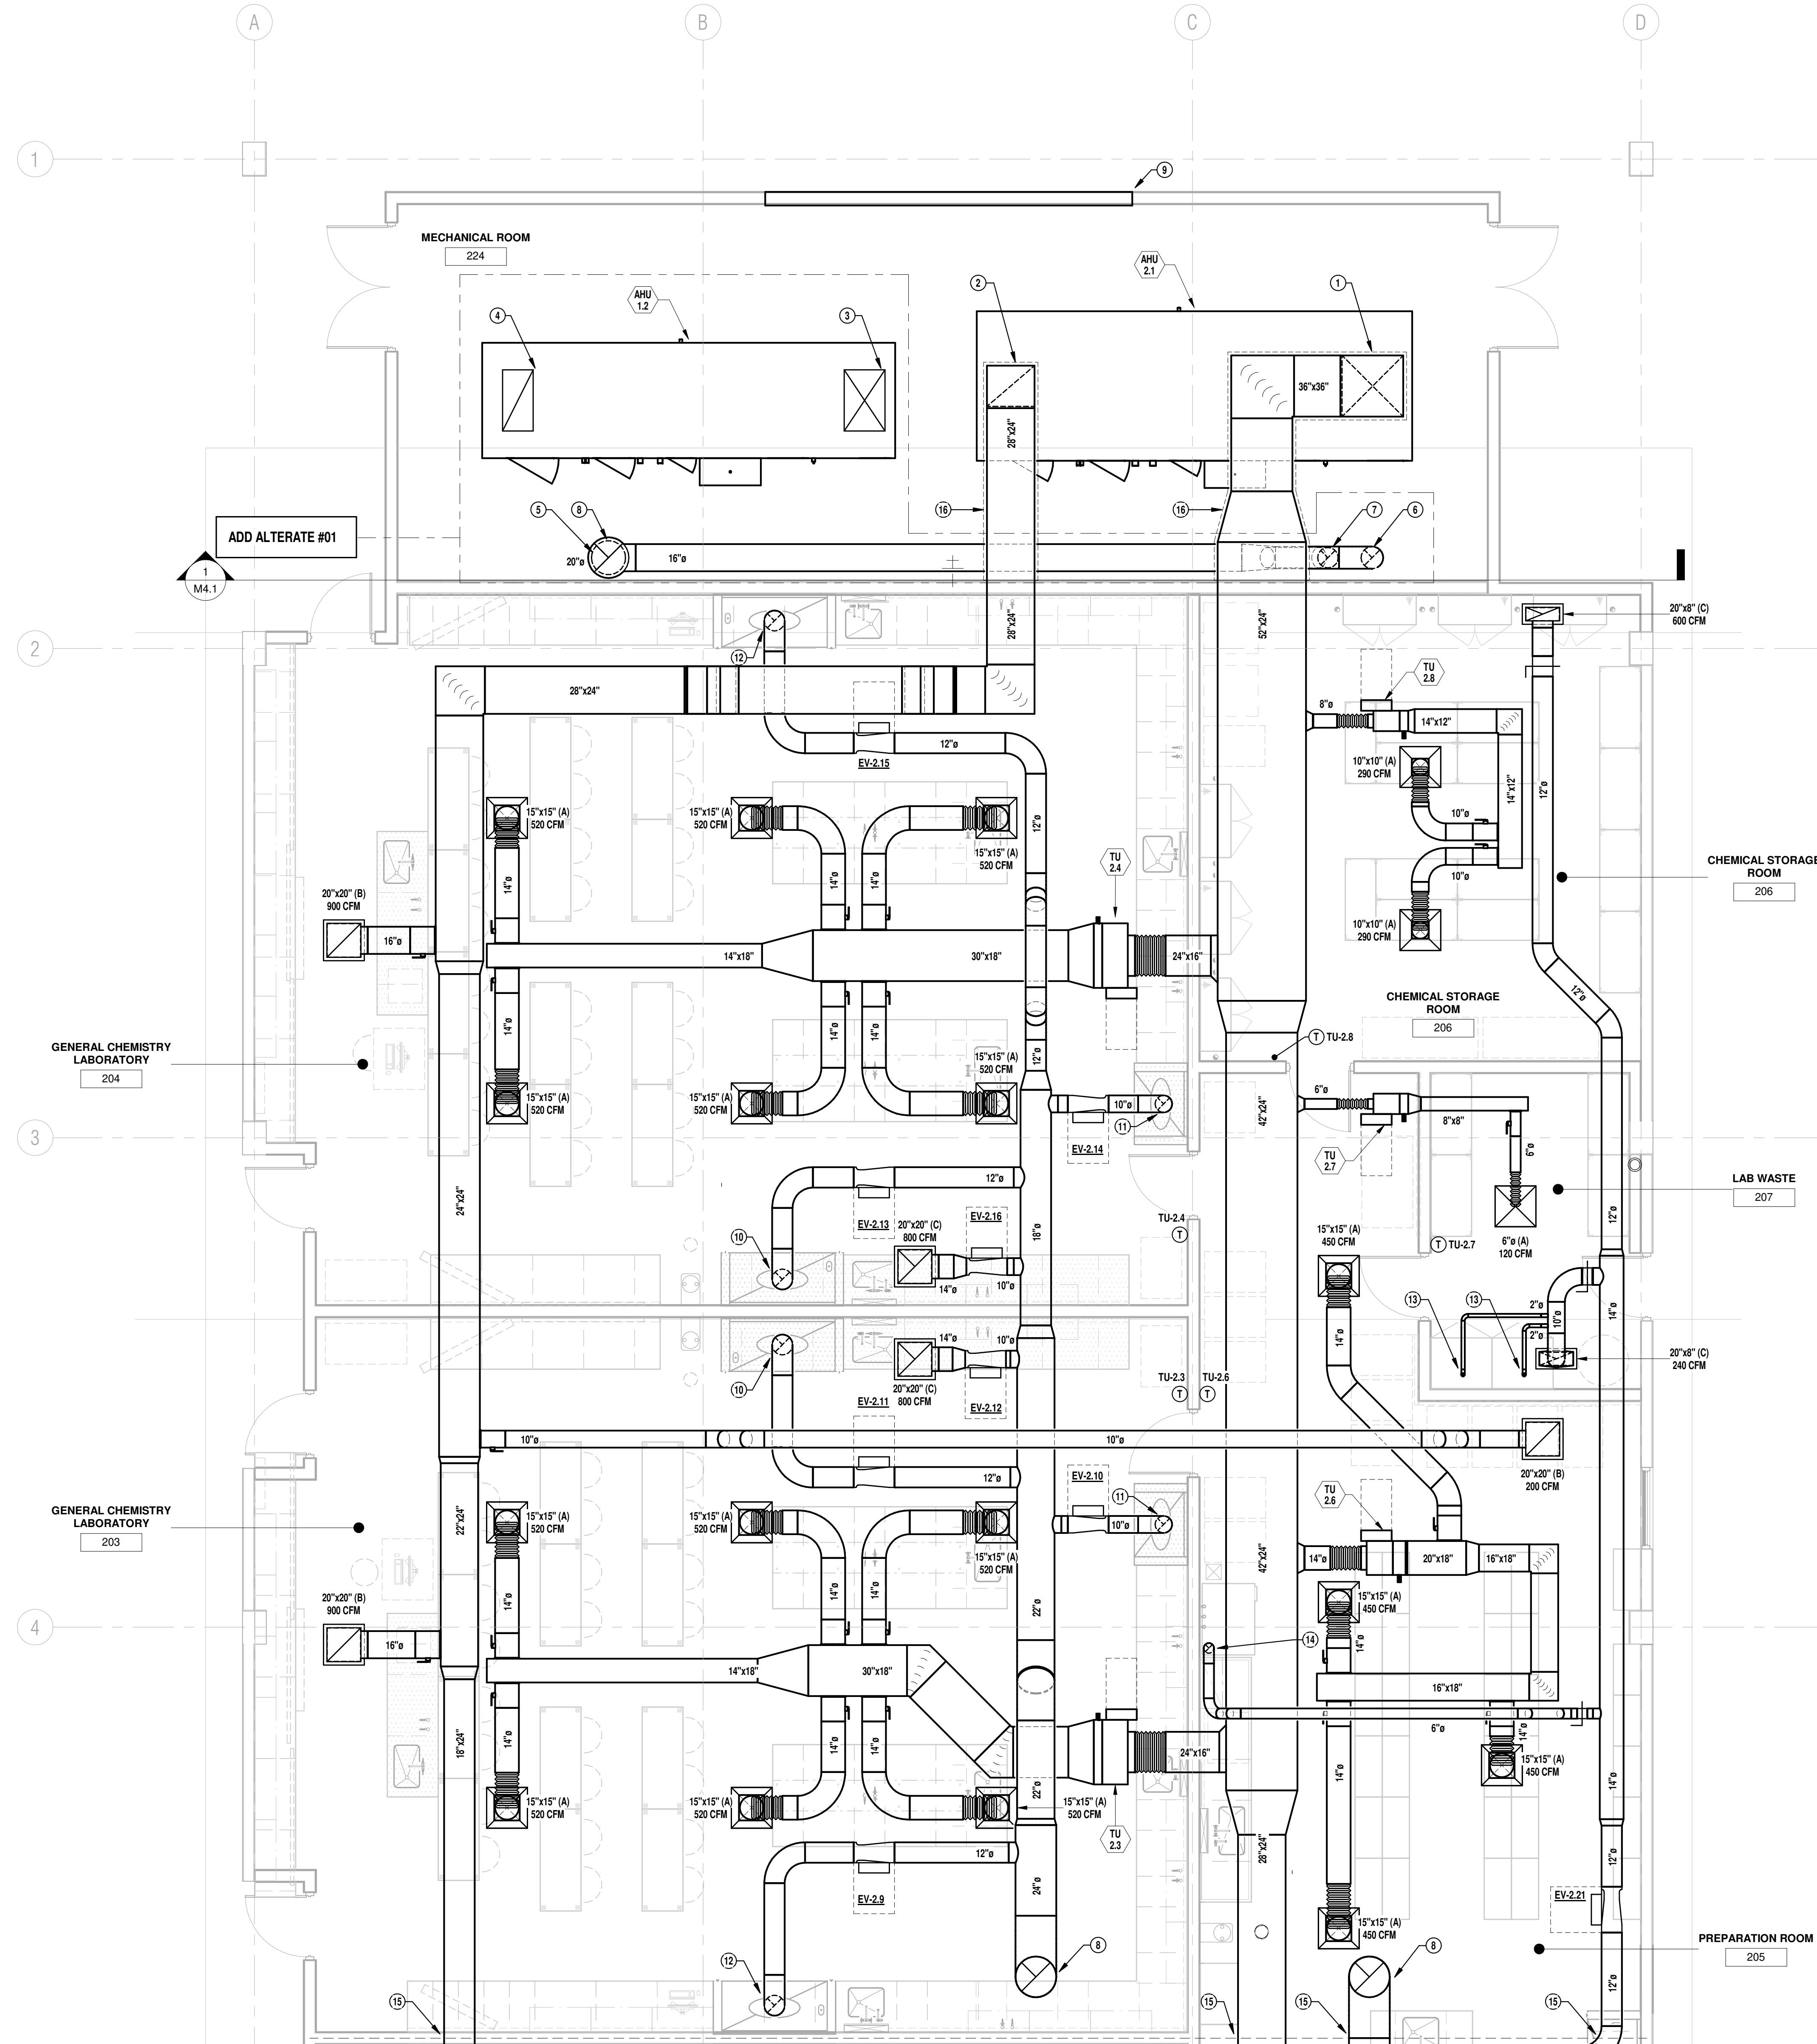 A
B
C
D
1
9
MECHANICAL ROOM
224
AHU
2.1
2
1
AHU
1.2
4
3
36"x36"
28"x24"
5
8
16
16
7
6
ADD ALTERATE #01
20"ø
16"ø
1
M4.1
20"x8" (C)
600 CFM
28"x24"
52"x24"
2
12
TU
2.8
28"x24"
8"ø
14"x12"
12"ø
EV-2.15
10"x10" (A)
290 CFM
14"x12"
12"ø
15"x15" (A)
520 CFM
15"x15" (A)
520 CFM
12"ø
10"ø
15"x15" (A)
520 CFM
TU
2.4
CHEMICAL STORAGE
ROOM
206
10"ø
14"ø
14"ø
14"ø
20"x20" (B)
900 CFM
10"x10" (A)
290 CFM
16"ø
14"x18"
30"x18"
24"x16"
12"ø
CHEMICAL STORAGE
ROOM
206
14"ø
14"ø
14"ø
T TU-2.8
GENERAL CHEMISTRY
LABORATORY
204
12"ø
15"x15" (A)
520 CFM
6"ø
15"x15" (A)
520 CFM
15"x15" (A)
520 CFM
10"ø
42"x24"
8"x8"
11
3
EV-2.14
TU
2.7
6"ø
12"ø
LAB WASTE
207
24"x24"
EV-2.13
EV-2.16
20"x20" (C)
800 CFM
18"ø
TU-2.4
T
15"x15" (A)
450 CFM
12"ø
10
T TU-2.7
6"ø (A)
120 CFM
14"ø
10"ø
13
13
2"ø
10"ø
14"ø
2"ø
14"ø
10"ø
14"ø
10
20"x8" (C)
240 CFM
TU-2.3
T
TU-2.6
T
20"x20" (C)
800 CFM
EV-2.11
EV-2.12
10"ø
10"ø
12"ø
EV-2.10
20"x20" (B)
200 CFM
TU
2.6
11
GENERAL CHEMISTRY
LABORATORY
203
22"x24"
15"x15" (A)
520 CFM
15"x15" (A)
520 CFM
10"ø
15"x15" (A)
520 CFM
42"x24"
14"ø
20"x18"
16"x18"
14"ø
14"ø
14"ø
20"x20" (B)
900 CFM
15"x15" (A)
450 CFM
22"ø
4
16"ø
14
14"ø
14"x18"
30"x18"
16"x18"
6"ø
18"x24"
14"ø
14"ø
14"ø
24"x16"
14"ø
15"x15" (A)
450 CFM
14"ø
22"ø
14"ø
15"x15" (A)
520 CFM
15"x15" (A)
520 CFM
15"x15" (A)
520 CFM
TU
2.3
28"x24"
12"ø
12"ø
24"ø
EV-2.9
EV-2.21
15"x15" (A)
450 CFM
PREPARATION ROOM
205
8
8
12
12"ø
15
15
15
15